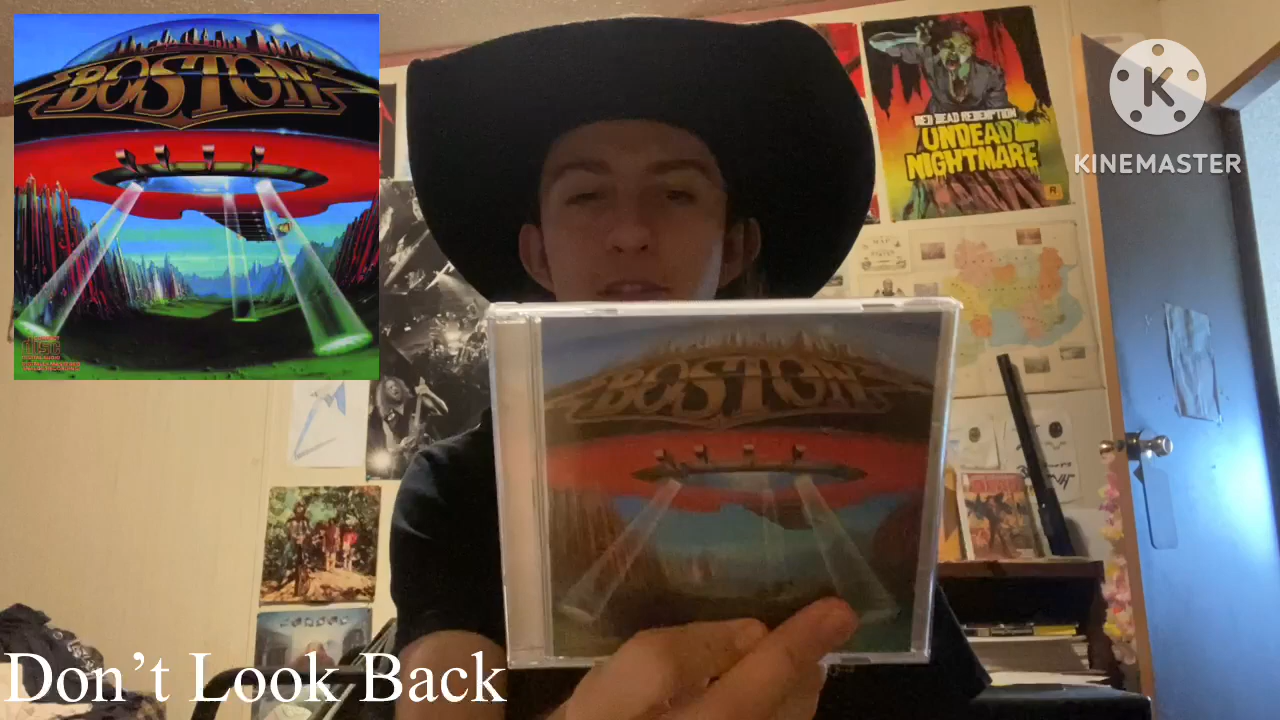 BOSTON
RED DEAD REDEMPTION
UNDEAD
NIGHTMARE
R
K
KINEMASTER
BOSTON
Don't Look Back